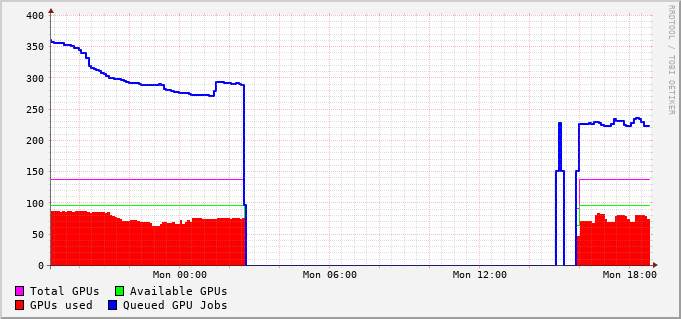 400
350
300
250
200
150
100
50
0
Mon 00:00 Mon 06:00 Mon 12:00 Mon 18:00
Total GPUs Available GPUs
GPUs used Queued GPU Jobs
RRDTOOL / TOBI OETIKER